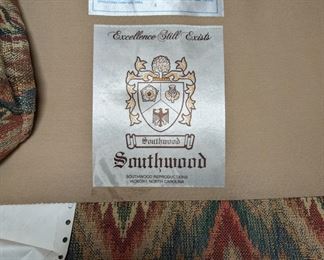 Excellence Still Exists
Southwood
Southwood
SOUTHWOOD REPRODUCTIONS
HICKORY, NORTH CAROLINA